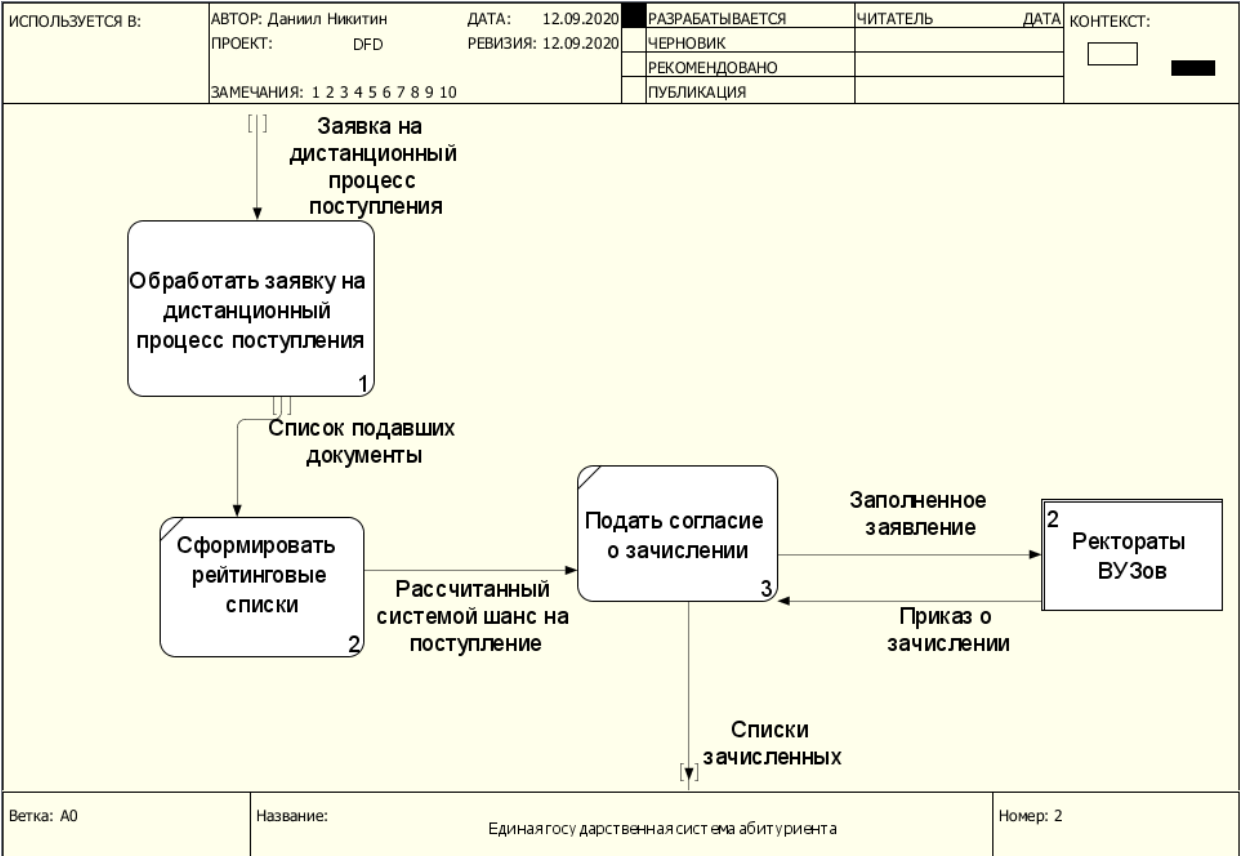 ИСПОЛЬЗУЕТСЯ В:
АВТОР: Даниил Никитин
ДАТА: 12.09.2020
РАЗРАБАТЫВАЕТСЯ
ЧИТАТЕЛЬ
ДАТА
КОНТЕКСТ:
ПРОЕКТ: DFD
РЕВИЗИЯ: 12.09.2020
ЧЕРНОВИК
РЕКОМЕНДОВАНО
ЗАМЕЧАНИЯ: 1 2 3 4 5 6 7 8 9 10
ПУБЛИКАЦИЯ
Заявка на
дистанционный
процесс
поступления
Обработать заявку на
дистанционный
процесс поступления
1
Список подавших
документы
Сформировать
рейтинговые
списки
2
Рассчитанный
системой шанс на
поступление
Подать согласие
о зачислении
3
Заполненное
заявление
2
Ректораты
ВУЗов
Приказ о
зачислении
Списки
зачисленных
Ветка: A0
Название:
Единая государственная система абитуриента
Номер: 2